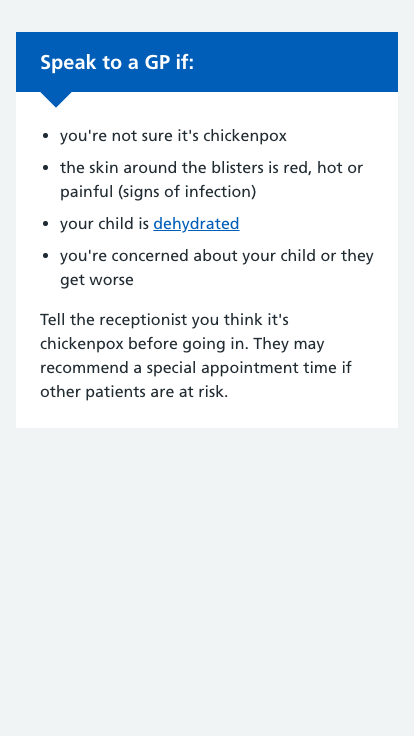 Speak to a GP if:
you're not sure it's chickenpox
the skin around the blisters is red, hot or
painful (signs of infection)
your child is dehydrated
you're concerned about your child or they
get worse
Tell the receptionist you think it's
chickenpox before going in. They may
recommend a special appointment time if
other patients are at risk.